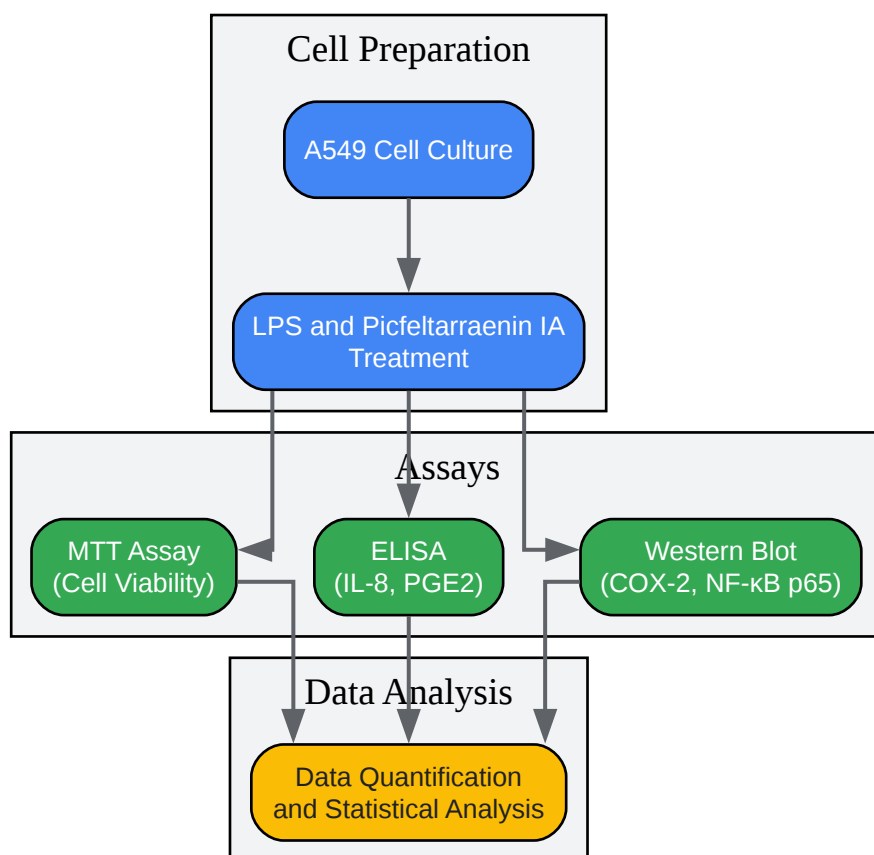 Cell Preparation
A549 Cell Culture
LPS and Picfeltarraenin IA
Treatment
Assays
MTT Assay
(Cell Viability)
ELISA
(IL-8, PGE2)
Western Blot
(COX-2, NF-κB p65)
Data Analysis
Data Quantification
and Statistical Analysis